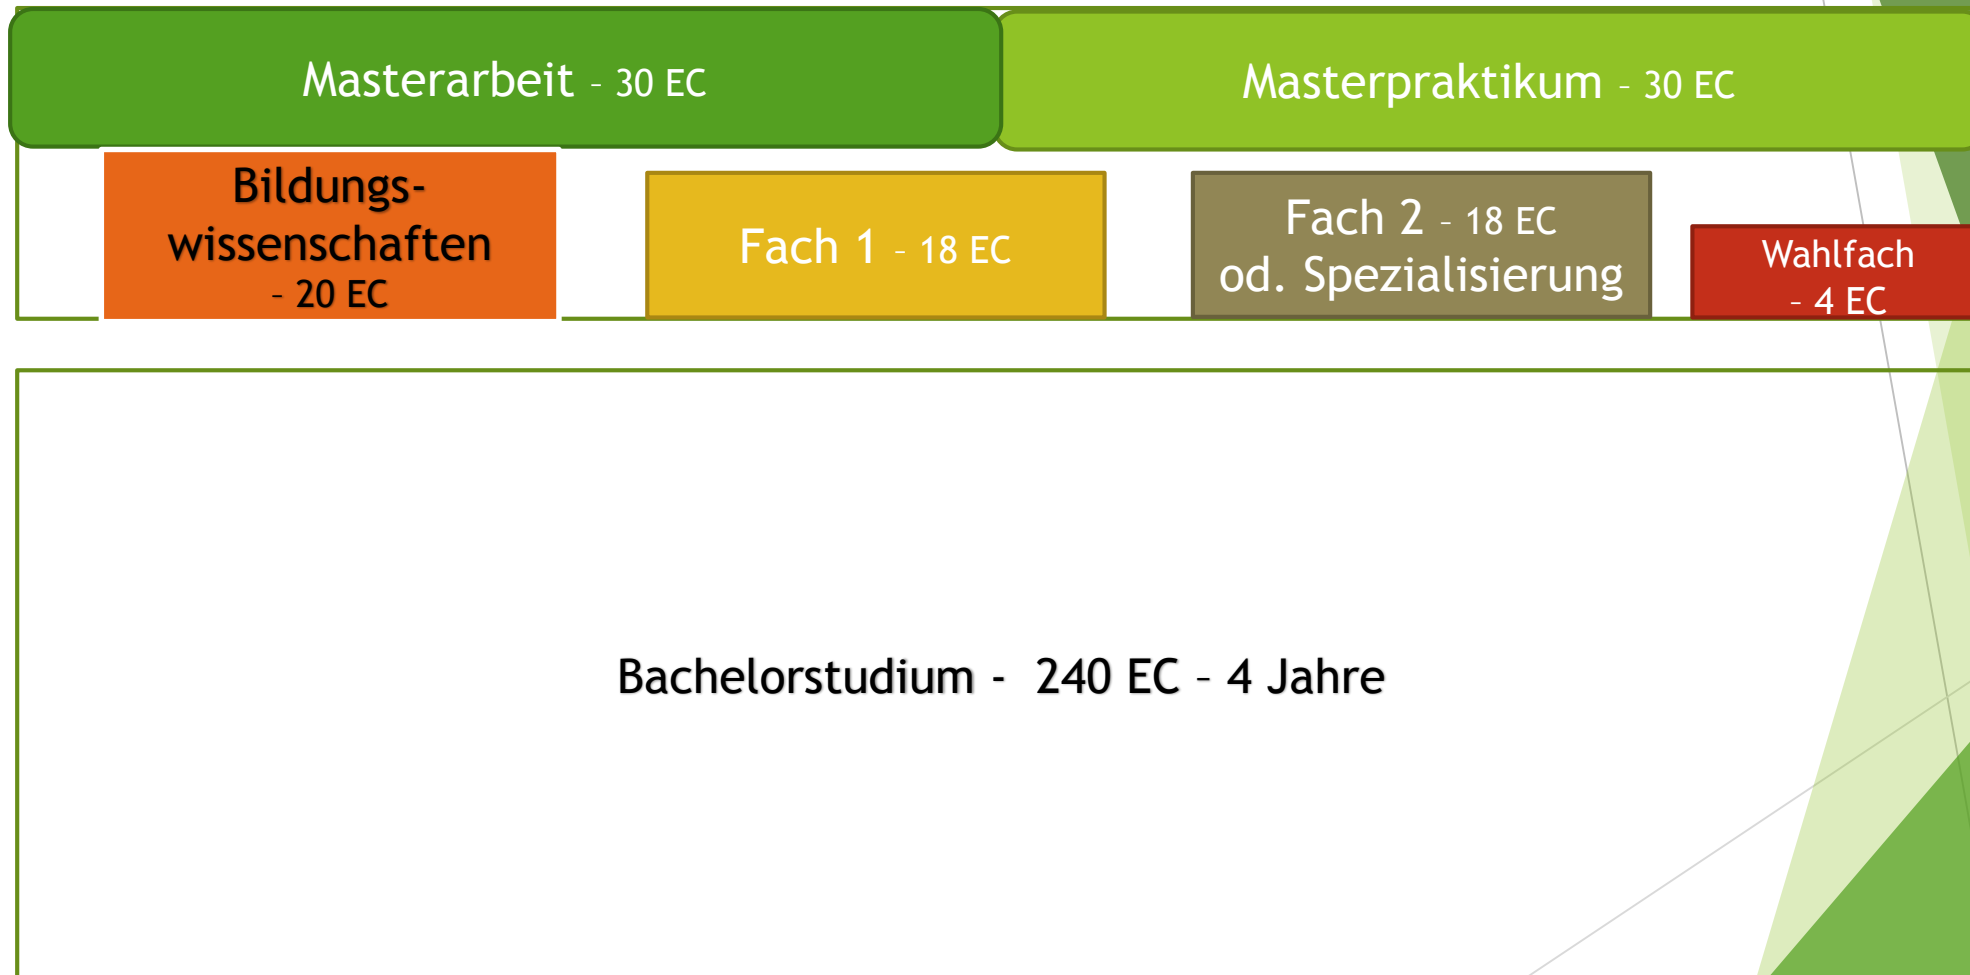 Masterarbeit – 30 EC
Masterpraktikum – 30 EC
Bildungs-
wissenschaften
– 20 EC
Fach 1 – 18 EC
Fach 2 – 18 EC
od. Spezialisierung
Wahlfach
– 4 EC
Bachelorstudium - 240 EC – 4 Jahre